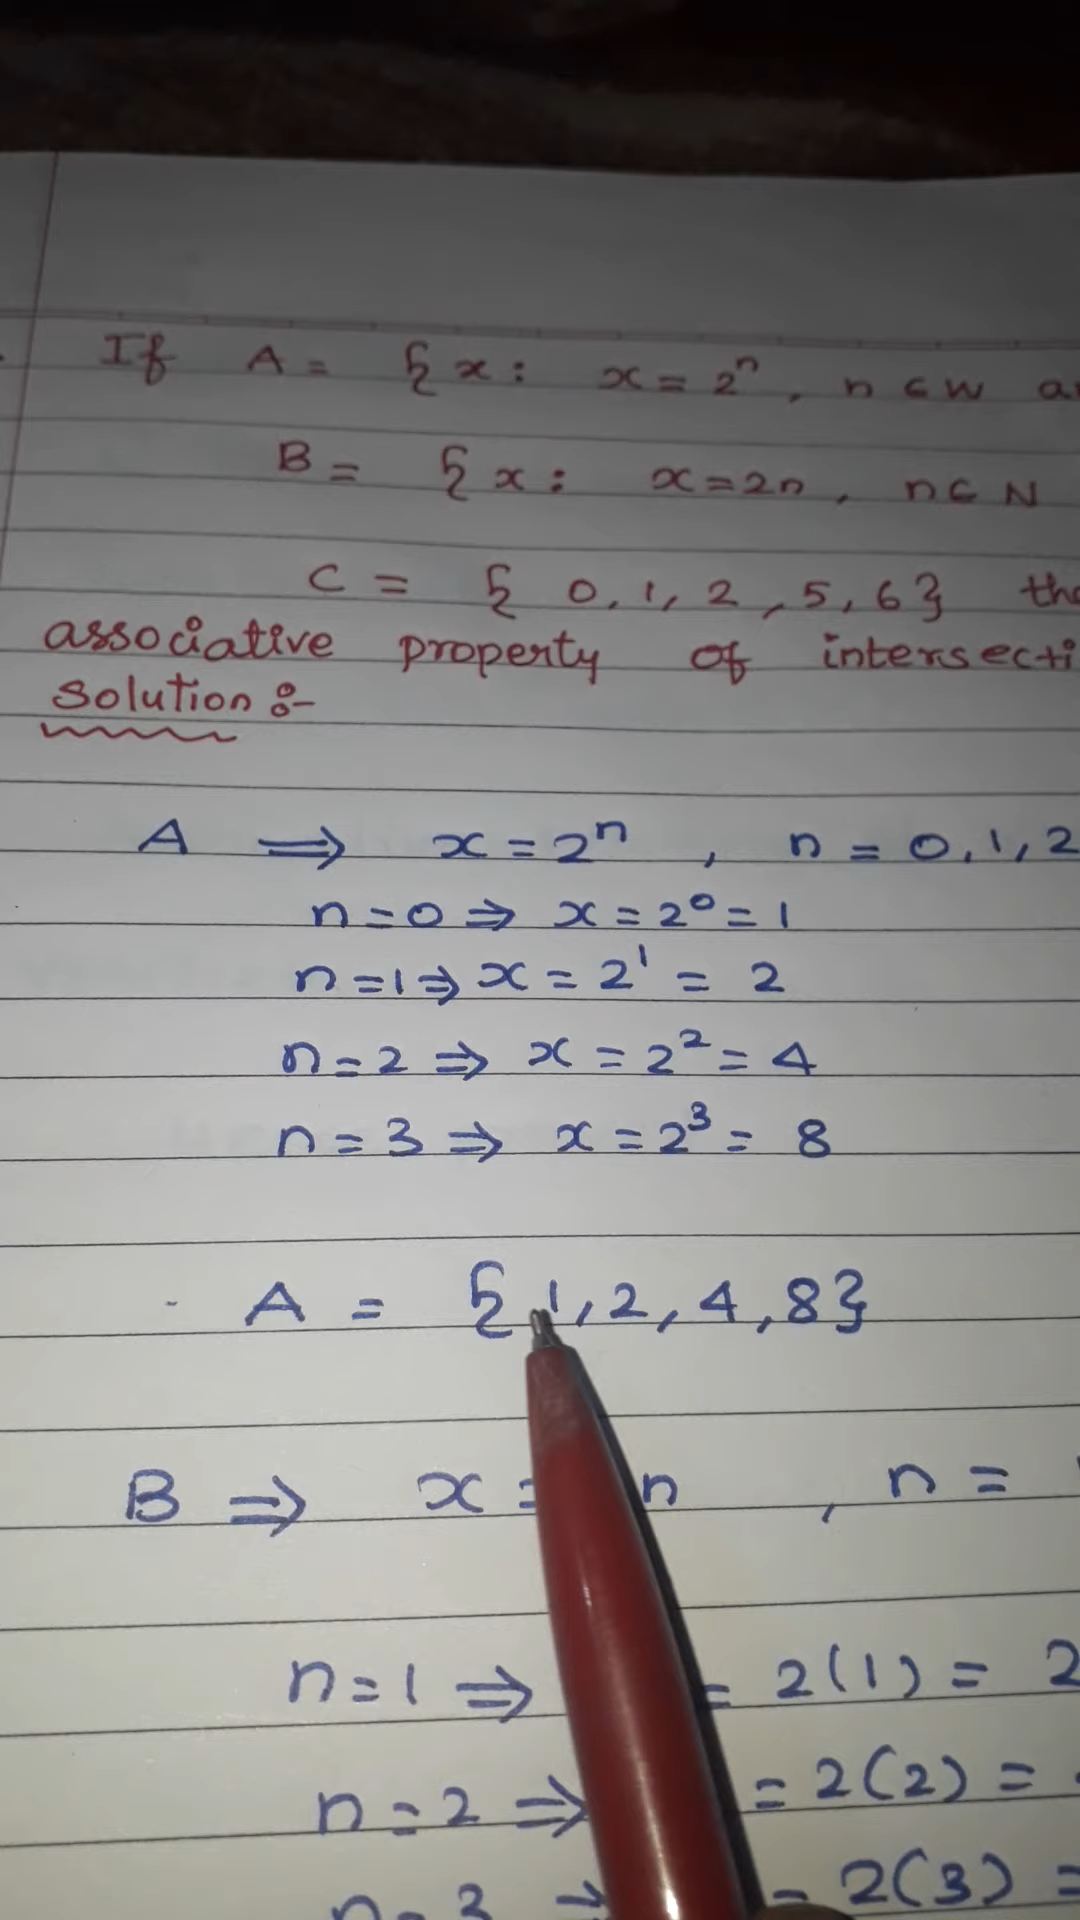 If A = { x : x = 2ⁿ, n ∈ W
B = { x : x = 2n, n ∈ N
C = { 0, 1, 2, 5, 6}
associative property of
solution :-
A ⇒ x = 2ⁿ , n = 0, 1, 2
n = 0 ⇒ x = 2⁰ = 1
n = 1 ⇒ x = 2¹ = 2
n = 2 ⇒ x = 2² = 4
n = 3 ⇒ x = 2³ = 8
A = { 1, 2, 4, 8}
B ⇒ x = n , n =
n = 1 ⇒ = 2(1) = 2
n = 2 ⇒ = 2(2) =
n = 3 ⇒ = 2(3) =